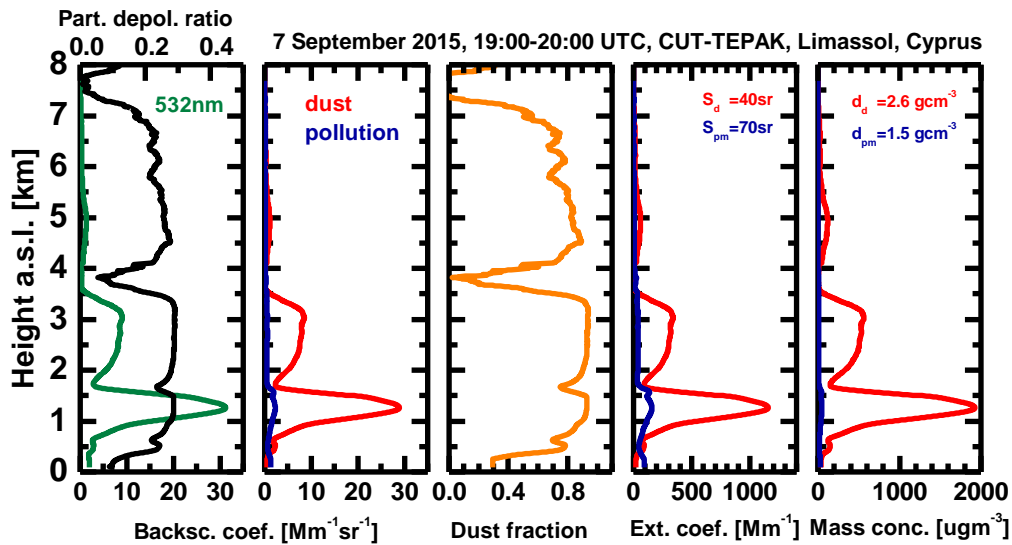 Part. depol. ratio
0.0 0.2 0.4
7 September 2015, 19:00-20:00 UTC, CUT-TEPAK, Limassol, Cyprus
Height a.s.l. [km]
8
7
6
5
4
3
2
1
0
532nm
dust
pollution
S_d =40sr
S_pm=70sr
d_d=2.6 gcm⁻³
d_pm=1.5 gcm⁻³
0 10 20 30
0 10 20 30
0.0 0.4 0.8
0 500 1000
0 500 1000 1500 2000
Backsc. coef. [Mm⁻¹sr⁻¹]
Dust fraction
Ext. coef. [Mm⁻¹]
Mass conc. [ugm⁻³]